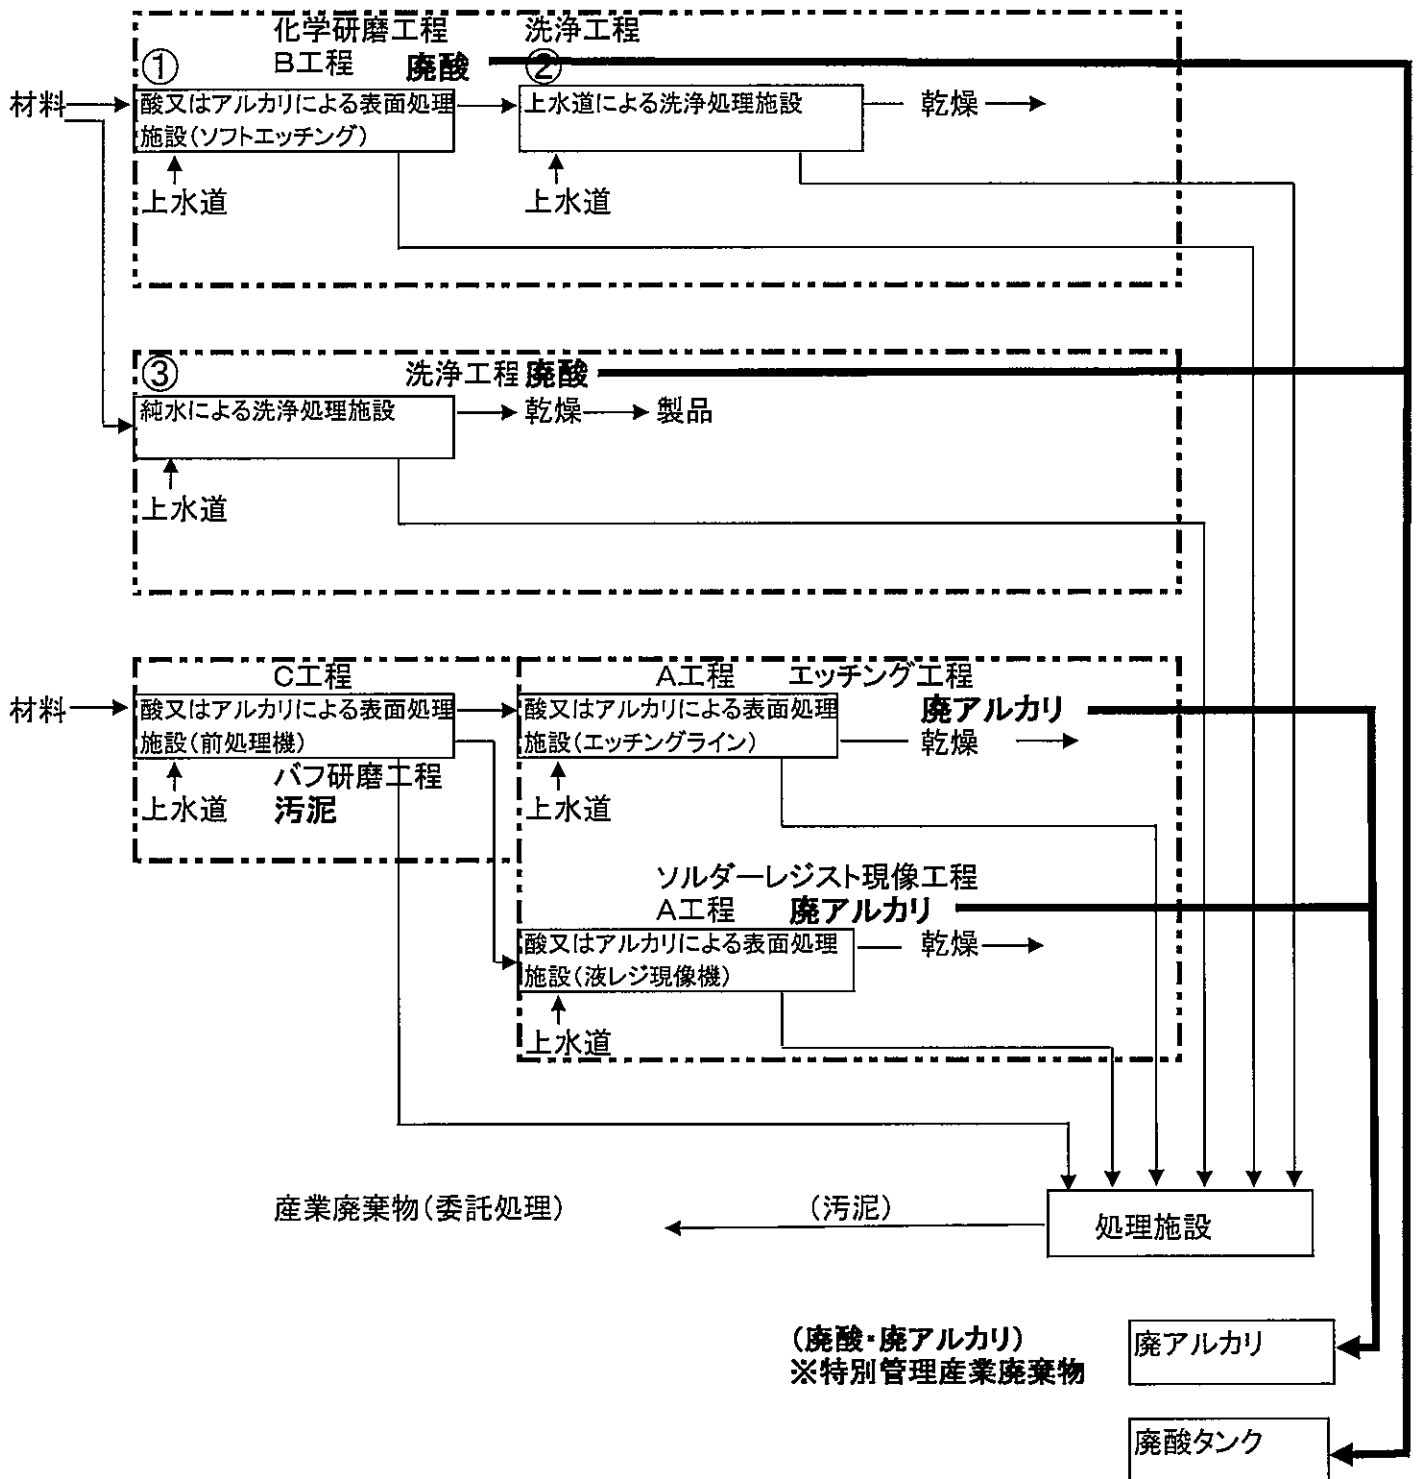 化学研磨工程
洗浄工程
①
B工程
廃酸
②
材料
酸又はアルカリによる表面処理
施設(ソフトエッチング)
上水道による洗浄処理施設
乾燥
上水道
上水道
③
洗浄工程
廃酸
純水による洗浄処理施設
乾燥
製品
上水道
C工程
A工程
エッチング工程
材料
酸又はアルカリによる表面処理
施設(前処理機)
酸又はアルカリによる表面処理
施設(エッチングライン)
廃アルカリ
乾燥
バフ研磨工程
上水道
汚泥
上水道
ソルダーレジスト現像工程
A工程
廃アルカリ
酸又はアルカリによる表面処理
施設(液レジ現像機)
乾燥
上水道
産業廃棄物(委託処理)
(汚泥)
処理施設
(廃酸・廃アルカリ)
※特別管理産業廃棄物
廃アルカリ
廃酸タンク